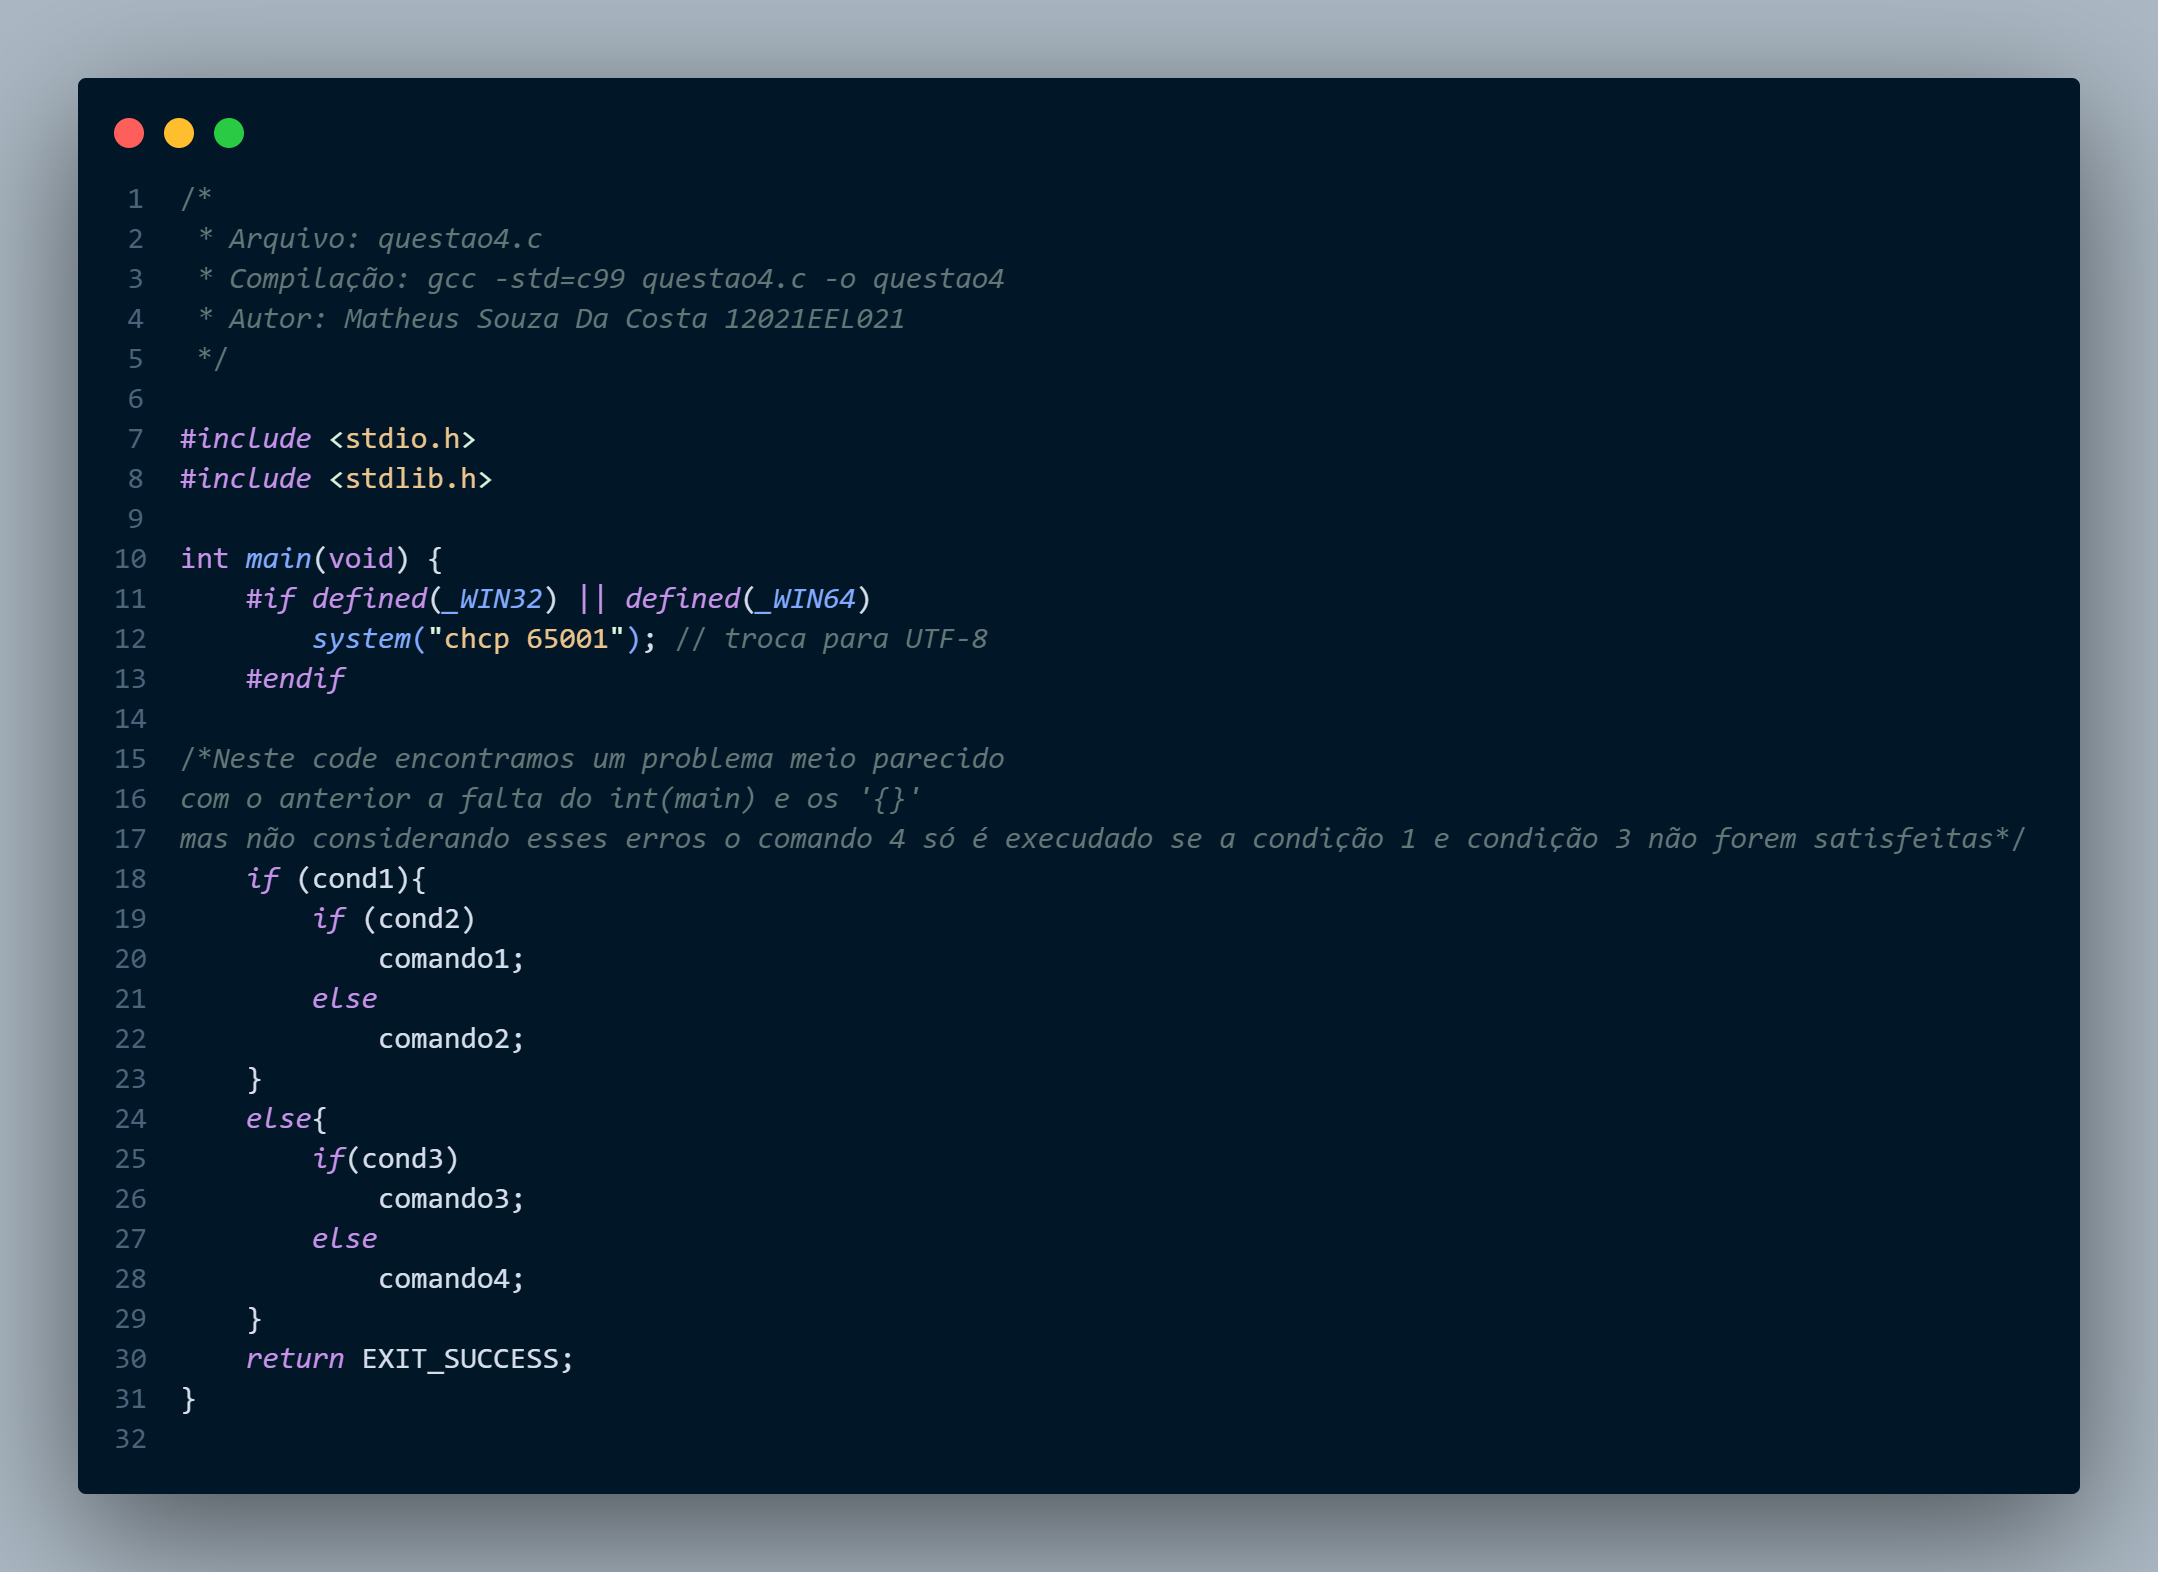 1 /*
2  * Arquivo: questao4.c
3  * Compilação: gcc -std=c99 questao4.c -o questao4
4  * Autor: Matheus Souza Da Costa 12021EEL021
5  */
6
7 #include <stdio.h>
8 #include <stdlib.h>
9
10 int main(void) {
11     #if defined(_WIN32) || defined(_WIN64)
12         system("chcp 65001"); // troca para UTF-8
13     #endif
14
15 /*Neste code encontramos um problema meio parecido
16 com o anterior a falta do int(main) e os '{}'
17 mas não considerando esses erros o comando 4 só é execudado se a condição 1 e condição 3 não forem satisfeitas*/
18     if (cond1){
19         if (cond2)
20             comando1;
21         else
22             comando2;
23     }
24     else{
25         if(cond3)
26             comando3;
27         else
28             comando4;
29     }
30     return EXIT_SUCCESS;
31 }
32